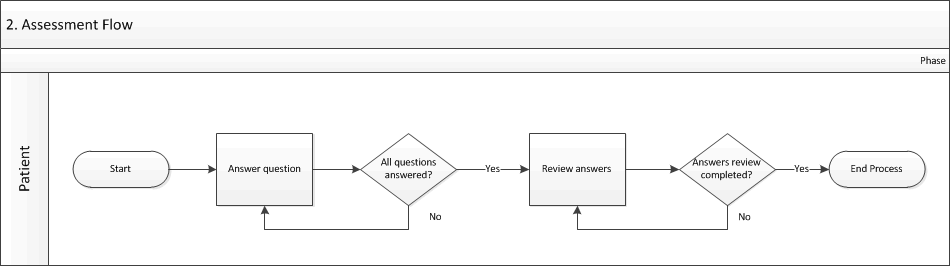 2. Assessment Flow
Phase
Patient
Start
Answer question
All questions
answered?
Yes
Review answers
Answers review
completed?
Yes
End Process
No
No